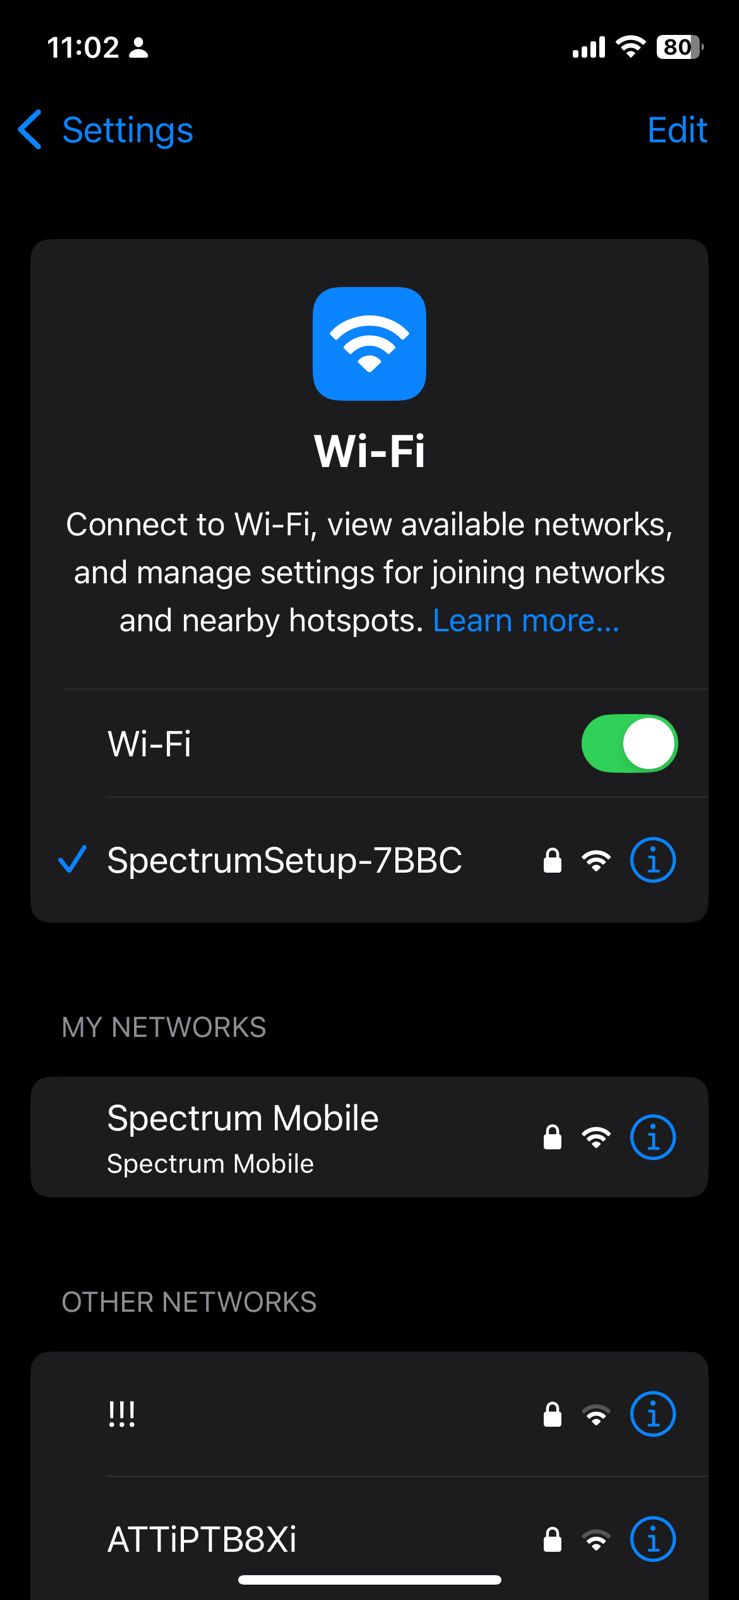 11:02
80
Settings
Edit
Wi-Fi
Connect to Wi-Fi, view available networks,
and manage settings for joining networks
and nearby hotspots. Learn more...
Wi-Fi
SpectrumSetup-7BBC
MY NETWORKS
Spectrum Mobile
Spectrum Mobile
OTHER NETWORKS
!!!
ATTiPTB8Xi